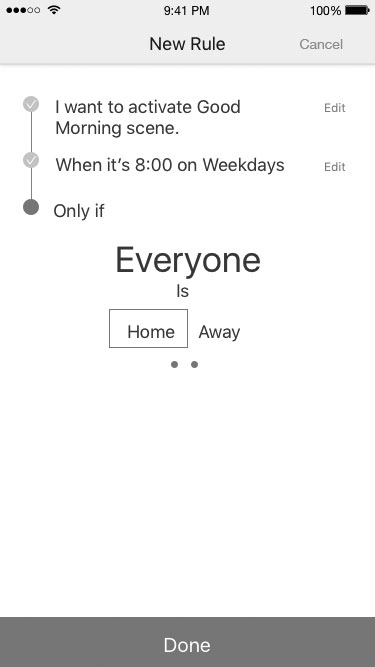 9:41 PM 100%
New Rule Cancel
I want to activate Good Edit
Morning scene.
When it’s 8:00 on Weekdays Edit
Only if
Everyone
Is
Home Away
Done